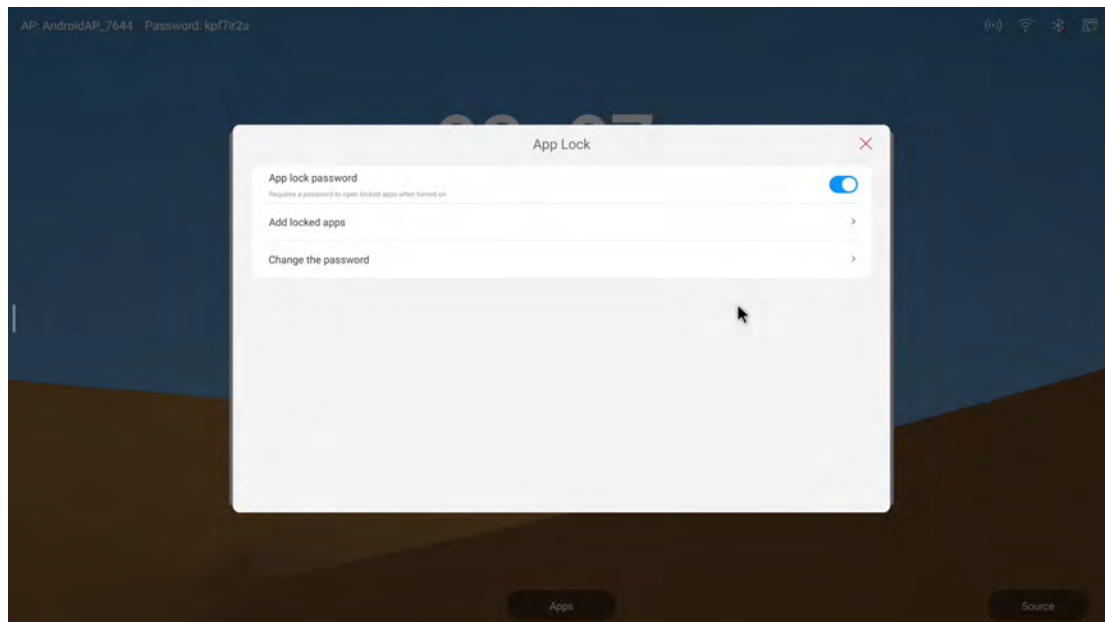 AP: AndroidAP_7644 Password: kpf7ir2a
App Lock
App lock password
Requires a password to open locked apps when turned on
Add locked apps
Change the password
Apps
Source